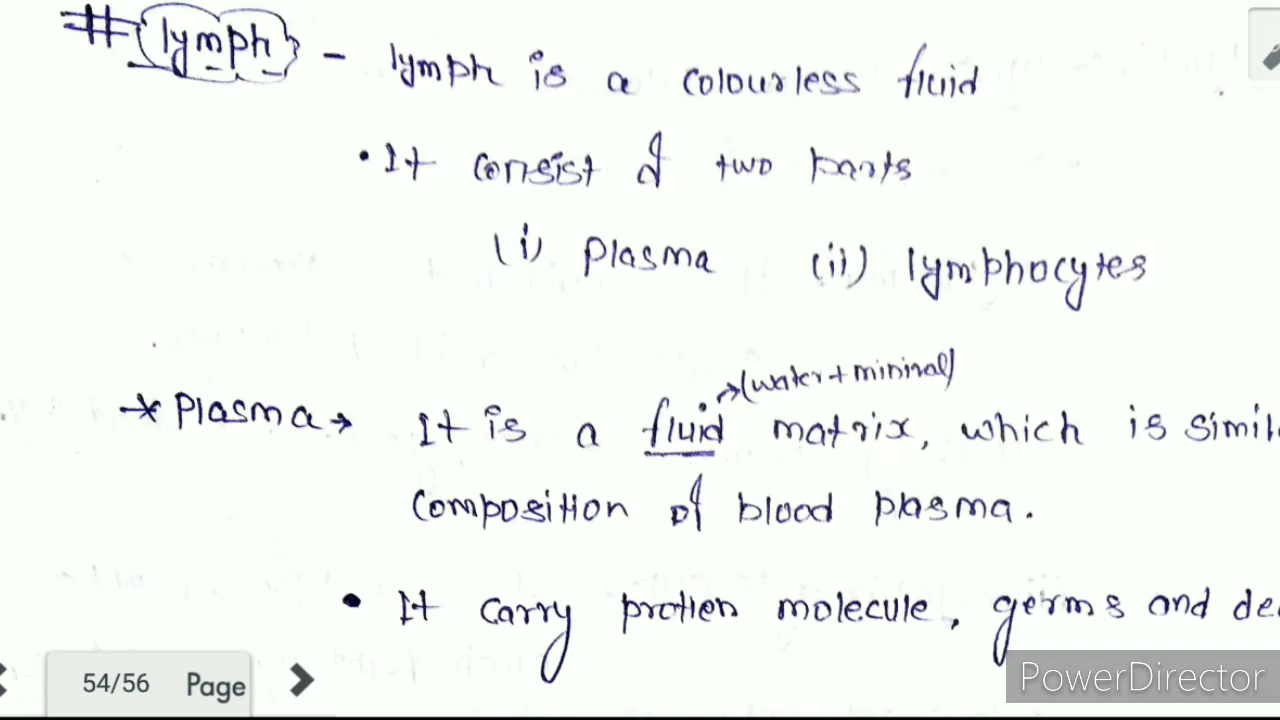 # lymph - lymph is a colourless fluid
• It consist of two parts
(i) Plasma (ii) lymphocytes
→(water + mininal)
* Plasma → It is a fluid matrix, which is simil
composition of blood plasma.
• It carry protien molecule, germs and de
54/56 Page
PowerDirector